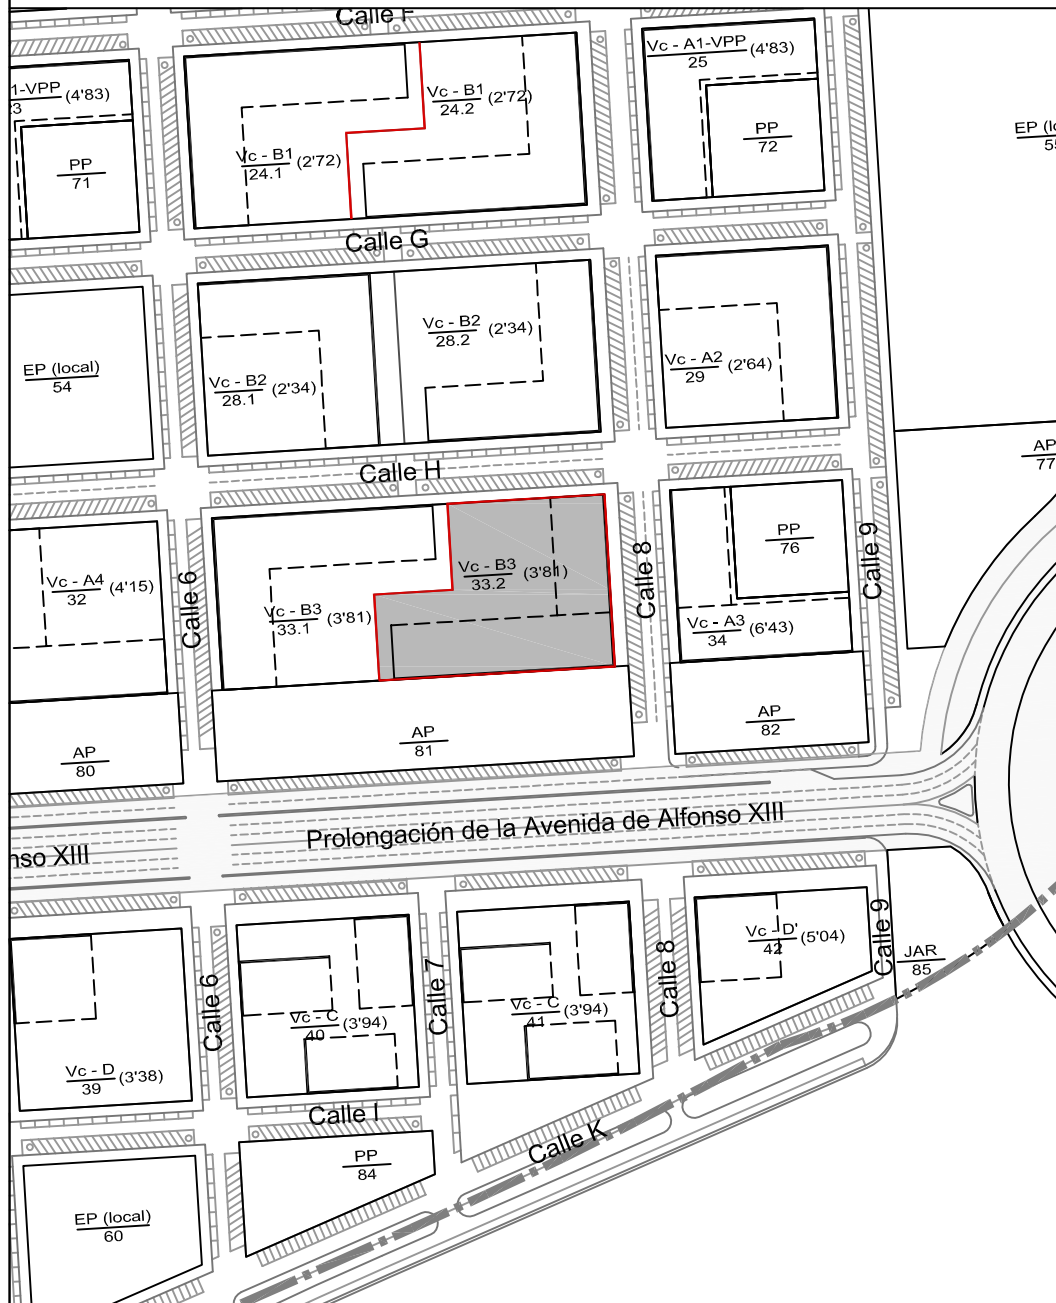 Calle F
Vc - A1-VPP (4'83)
25
1-VPP (4'83)
23
Vc - B1 (2'72)
24.2
EP (lo
55
PP
72
PP
71
Vc - B1 (2'72)
24.1
Calle G
Vc - B2 (2'34)
28.2
EP (local)
54
Vc - A2 (2'64)
29
Vc - B2 (2'34)
28.1
AP
77
Calle H
PP
76
Calle 9
Calle 8
Vc - B3 (3'81)
33.2
Vc - A4 (4'15)
32
Calle 6
Vc - B3 (3'81)
33.1
Vc - A3 (6'43)
34
AP
82
AP
81
AP
80
Prolongación de la Avenida de Alfonso XIII
nso XIII
Calle 9
Vc - D' (5'04)
42
JAR
85
Calle 8
Calle 7
Calle 6
Vc - C (3'94)
40
Vc - C (3'94)
41
Vc - D (3'38)
39
Calle I
Calle K
PP
84
EP (local)
60